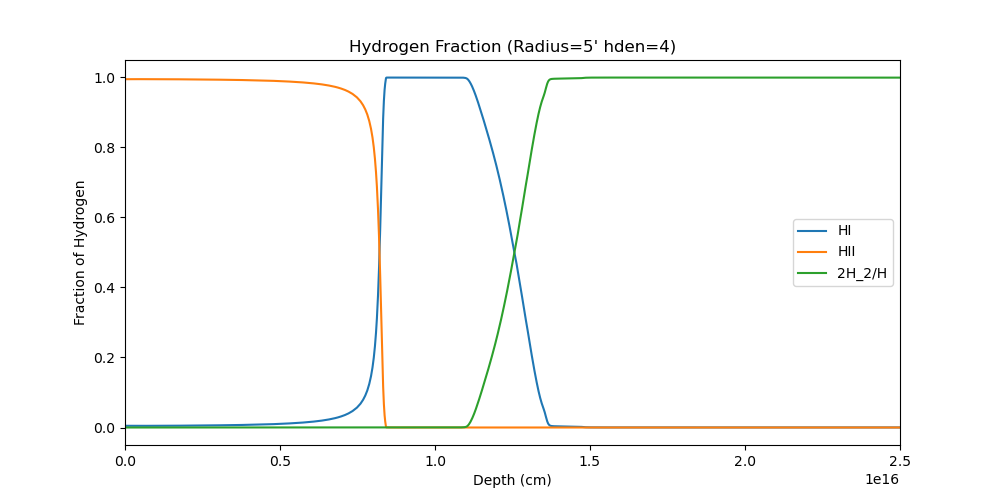 Hydrogen Fraction (Radius=5' hden=4)
Fraction of Hydrogen
1.0
0.8
0.6
0.4
0.2
0.0
HI
HII
2H_2/H
0.0 0.5 1.0 1.5 2.0 2.5
1e16
Depth (cm)